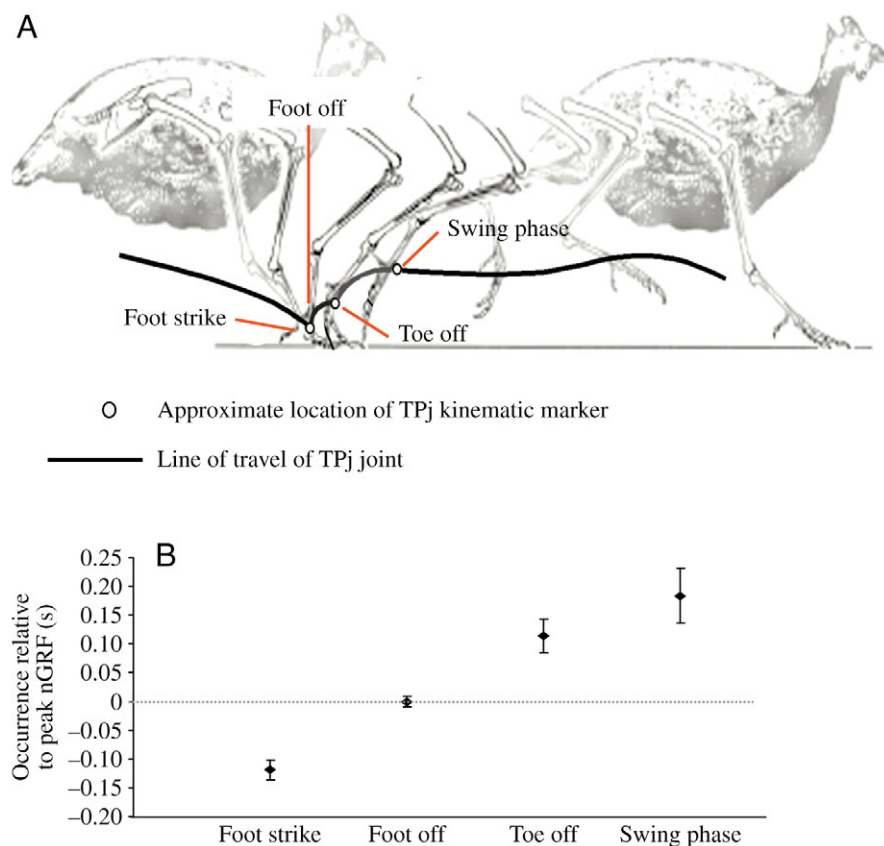 A
Foot off
Swing phase
Foot strike
Toe off
Approximate location of TPj kinematic marker
Line of travel of TPj joint
B
Occurrence relative
to peak nGRF (s)
0.25
0.20
0.15
0.10
0.05
0
–0.05
–0.10
–0.15
–0.20
Foot strike Foot off Toe off Swing phase